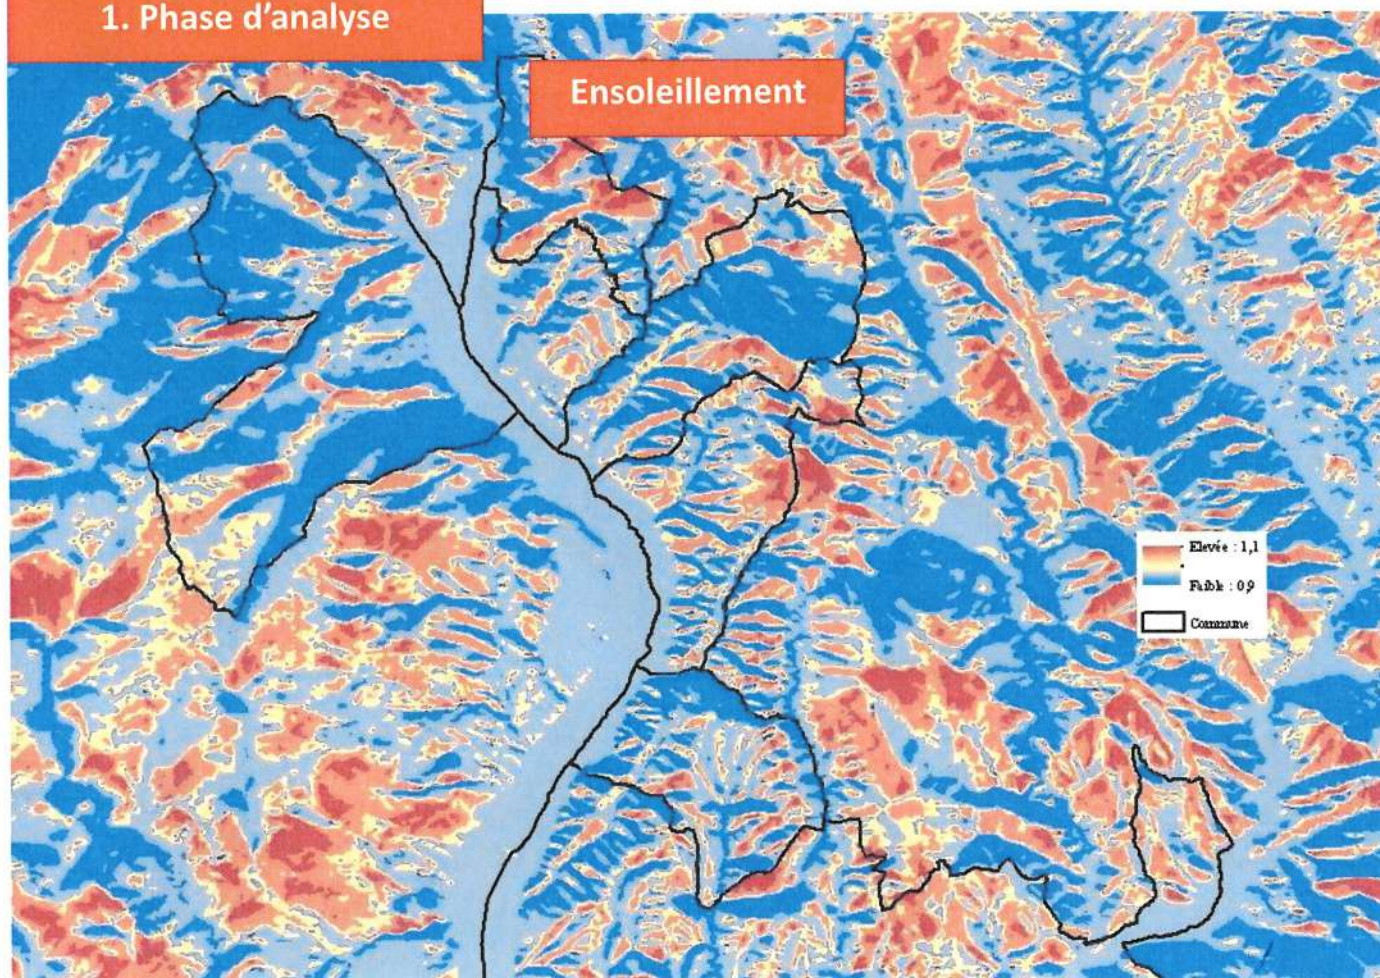 1. Phase d'analyse
Ensoleillement
Elevée : 1,1
Faible : 0,9
Commune